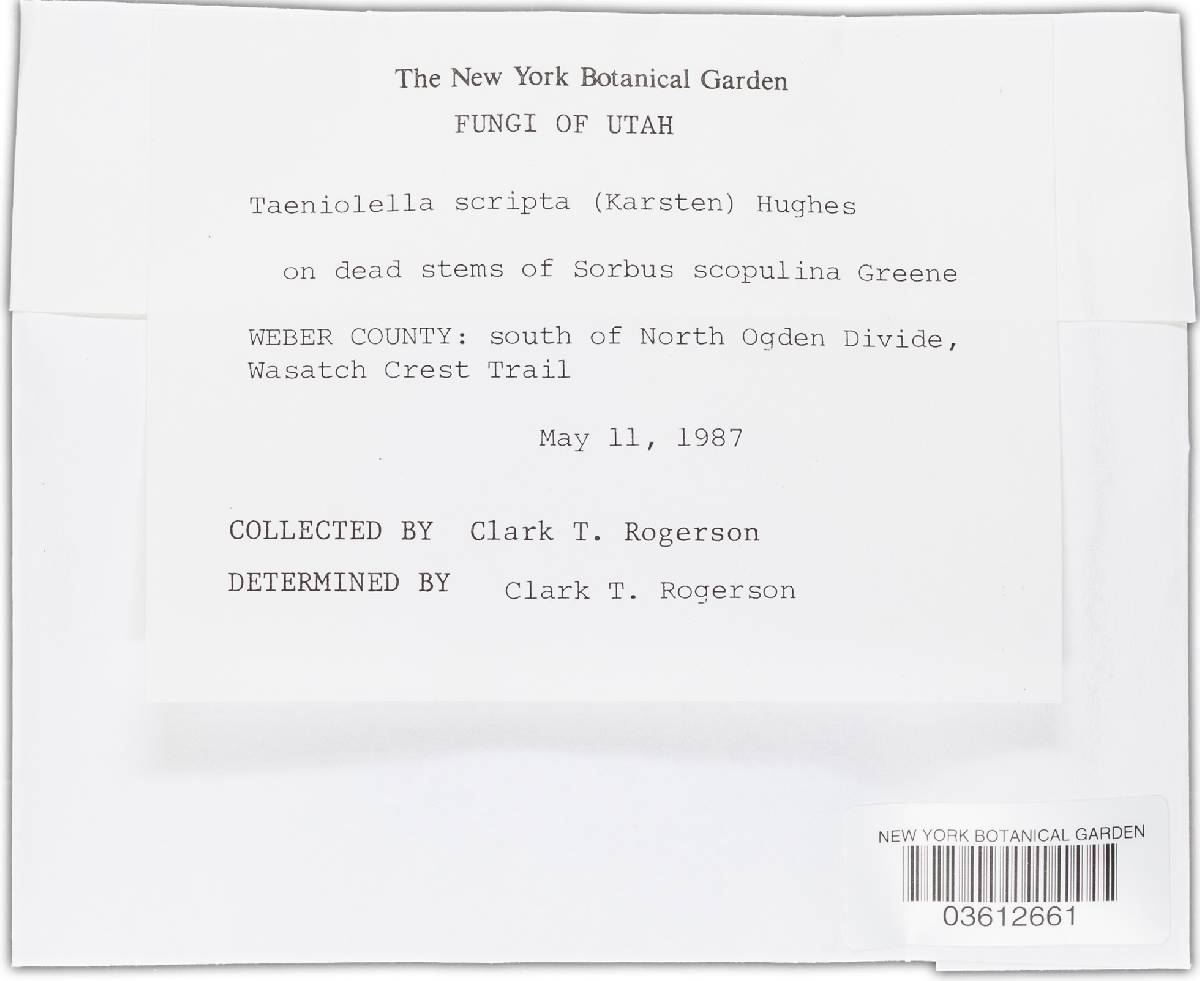 The New York Botanical Garden
FUNGI OF UTAH
Taeniolella scripta (Karsten) Hughes
on dead stems of Sorbus scopulina Greene
WEBER COUNTY: south of North Ogden Divide,
Wasatch Crest Trail
May 11, 1987
COLLECTED BY Clark T. Rogerson
DETERMINED BY Clark T. Rogerson
NEW YORK BOTANICAL GARDEN
03612661